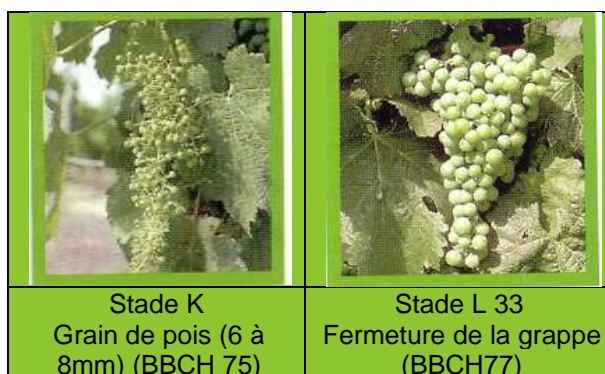 Stade K
Grain de pois (6 à
8mm) (BBCH 75)
Stade L 33
Fermeture de la grappe
(BBCH77)